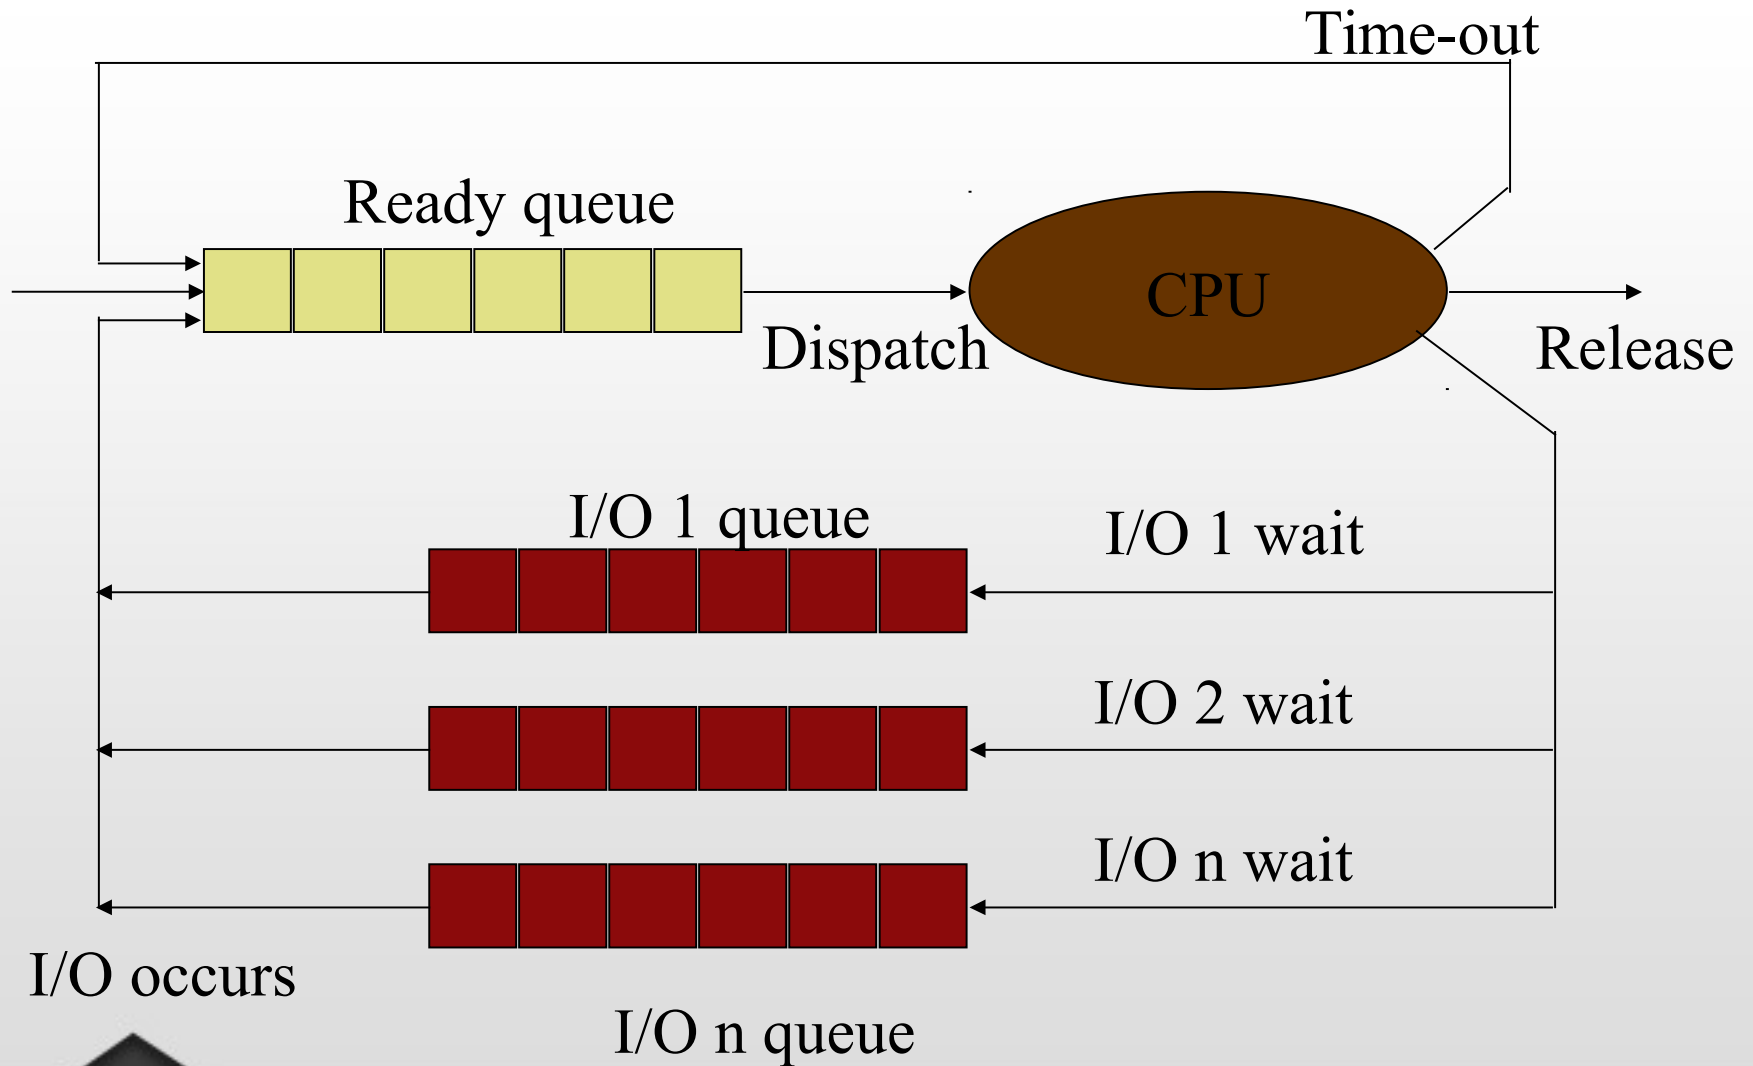 Time-out
Ready queue
CPU
Dispatch
Release
I/O 1 queue
I/O 1 wait
I/O 2 wait
I/O n wait
I/O occurs
I/O n queue